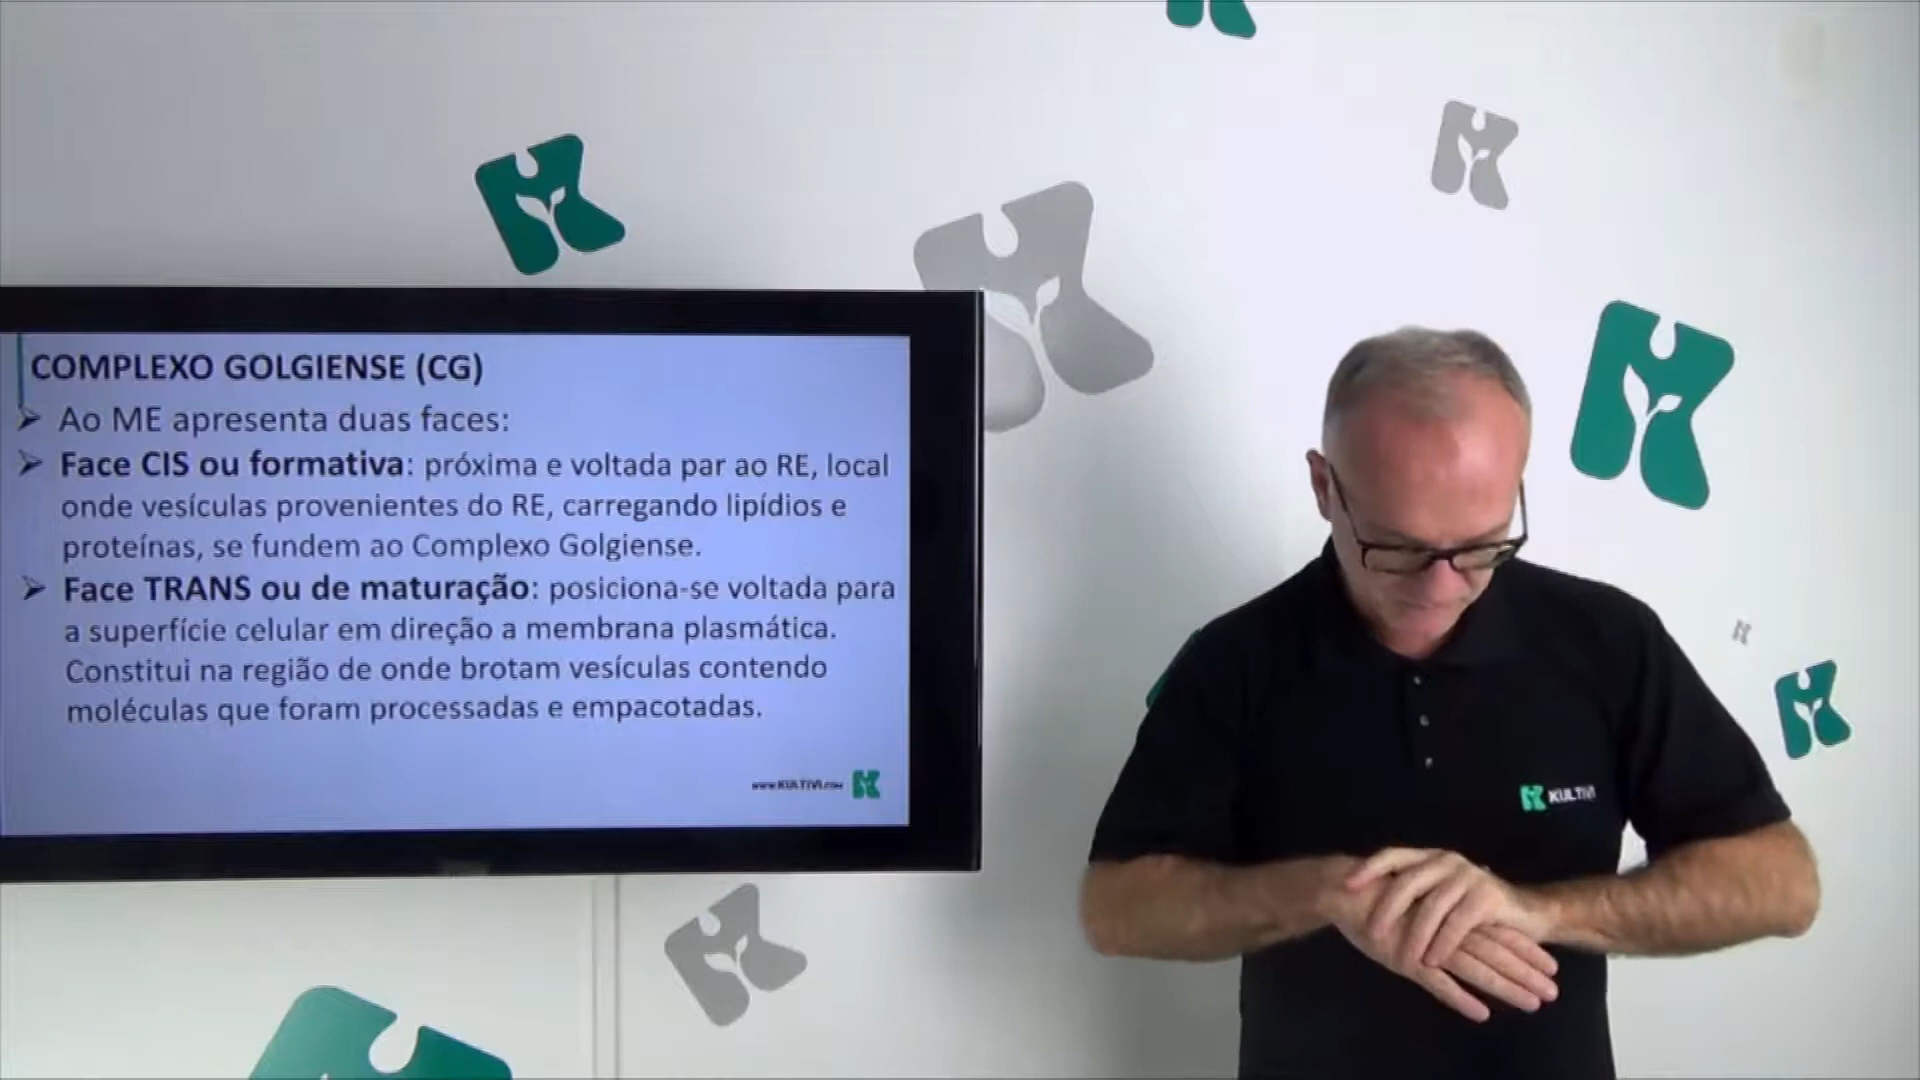 COMPLEXO GOLGIENSE (CG)
➢ Ao ME apresenta duas faces:
➢ Face CIS ou formativa: próxima e voltada par ao RE, local
onde vesículas provenientes do RE, carregando lipídios e
proteínas, se fundem ao Complexo Golgiense.
➢ Face TRANS ou de maturação: posiciona-se voltada para
a superfície celular em direção a membrana plasmática.
Constitui na região de onde brotam vesículas contendo
moléculas que foram processadas e empacotadas.
www.KULTIVI.com
KULTIVI